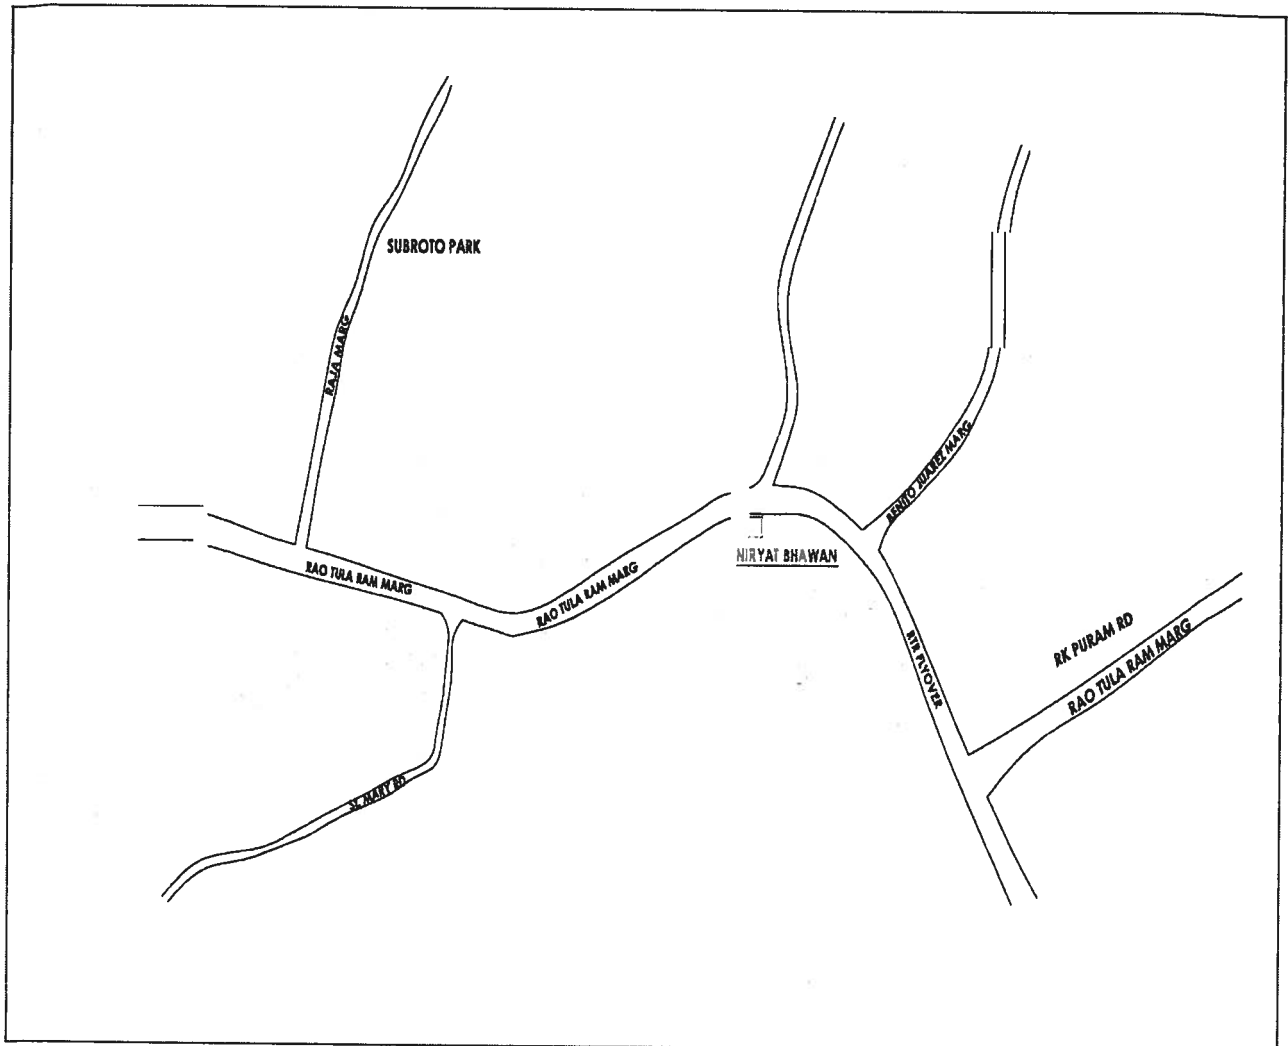 SUBROTO PARK
RAJA MARG
BENITO JUAREZ MARG
NIRYAT BHAWAN
RAO TULA RAM MARG
RAO TULA RAM MARG
RTR FLYOVER
RK PURAM RD
RAO TULA RAM MARG
ST. MARY RD